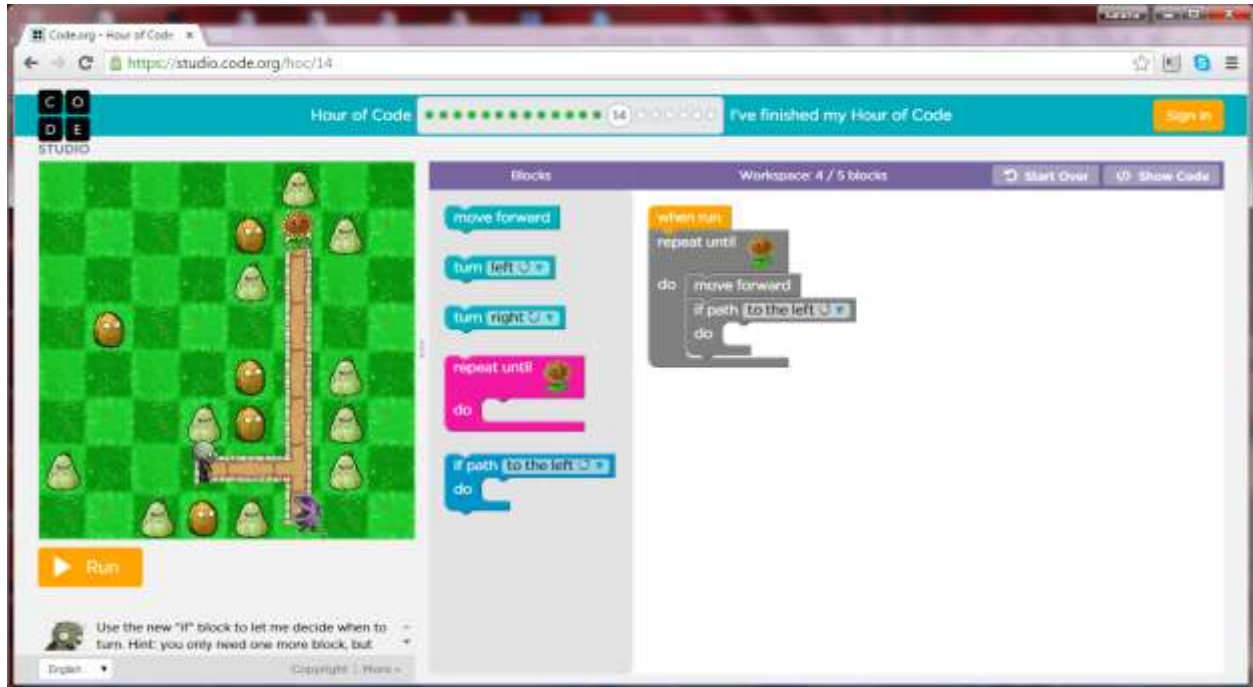 Code.org - Hour of Code
https://studio.code.org/hoc/14
C O
D E
STUDIO
Hour of Code 14 I've finished my Hour of Code Sign in
Blocks Workspace: 4 / 5 blocks Start Over Show Code
move forward
turn left
turn right
repeat until
do
if path to the left
do
when run
repeat until
do move forward
if path to the left
do
Run
Use the new "if" block to let me decide when to
turn. Hint: you only need one more block, but
English Copyright | More